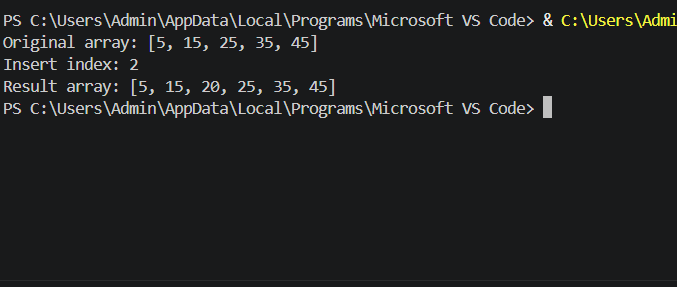 PS C:\Users\Admin\AppData\Local\Programs\Microsoft VS Code> & C:\Users\Admi
Original array: [5, 15, 25, 35, 45]
Insert index: 2
Result array: [5, 15, 20, 25, 35, 45]
PS C:\Users\Admin\AppData\Local\Programs\Microsoft VS Code>